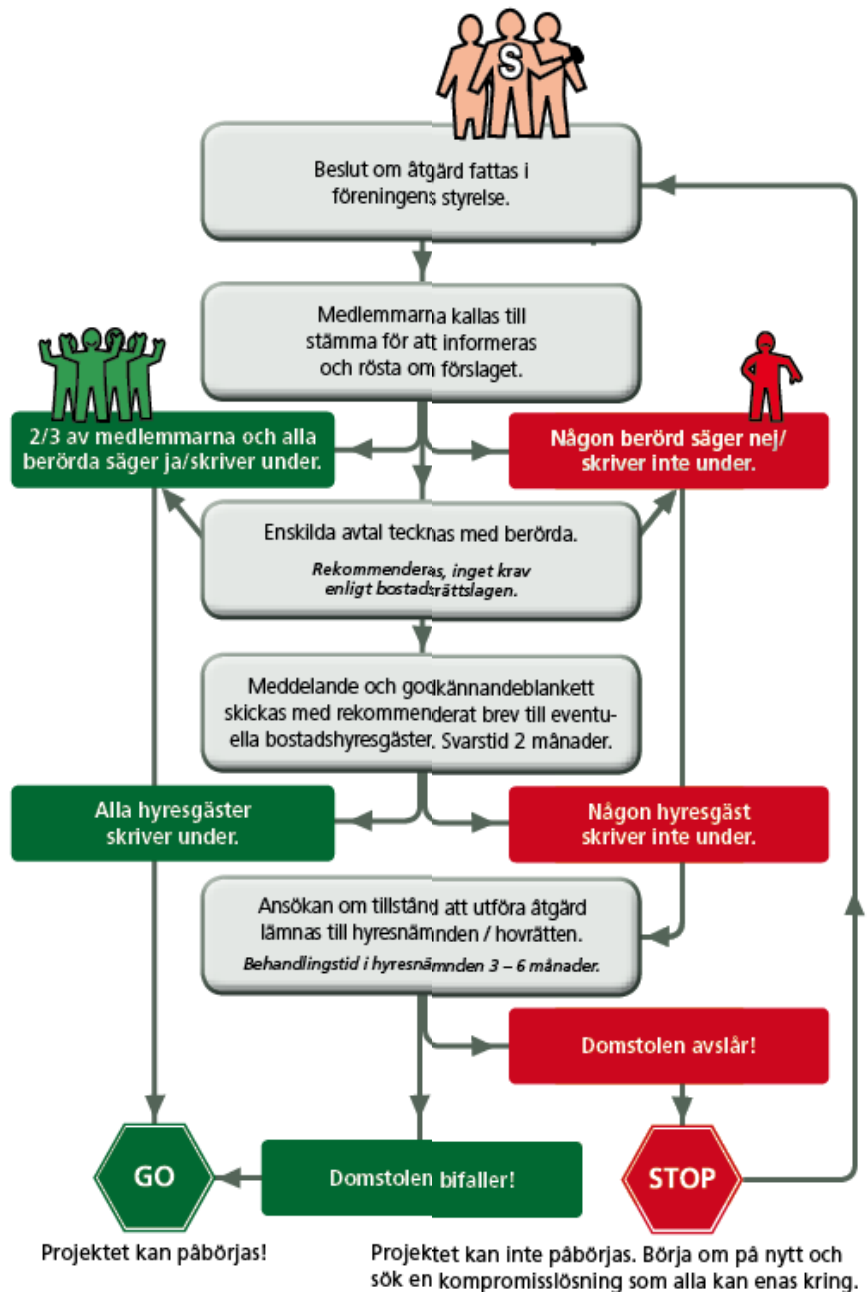 S
Beslut om åtgärd fattas i
föreningens styrelse.
Medlemmarna kallas till
stämma för att informeras
och rösta om förslaget.
2/3 av medlemmarna och alla
berörda säger ja/skriver under.
Någon berörd säger nej/
skriver inte under.
Enskilda avtal tecknas med berörda.
Rekommenderas, inget krav
enligt bostadsrättslagen.
Meddelande och godkännandeblankett
skickas med rekommenderat brev till eventu-
ella bostadshyresgäster. Svarstid 2 månader.
Alla hyresgäster
skriver under.
Någon hyresgäst
skriver inte under.
Ansökan om tillstånd att utföra åtgärd
lämnas till hyresnämnden / hovrätten.
Behandlingstid i hyresnämnden 3 – 6 månader.
Domstolen avslår!
GO
Domstolen bifaller!
STOP
Projektet kan påbörjas!
Projektet kan inte påbörjas. Börja om på nytt och
sök en kompromisslösning som alla kan enas kring.